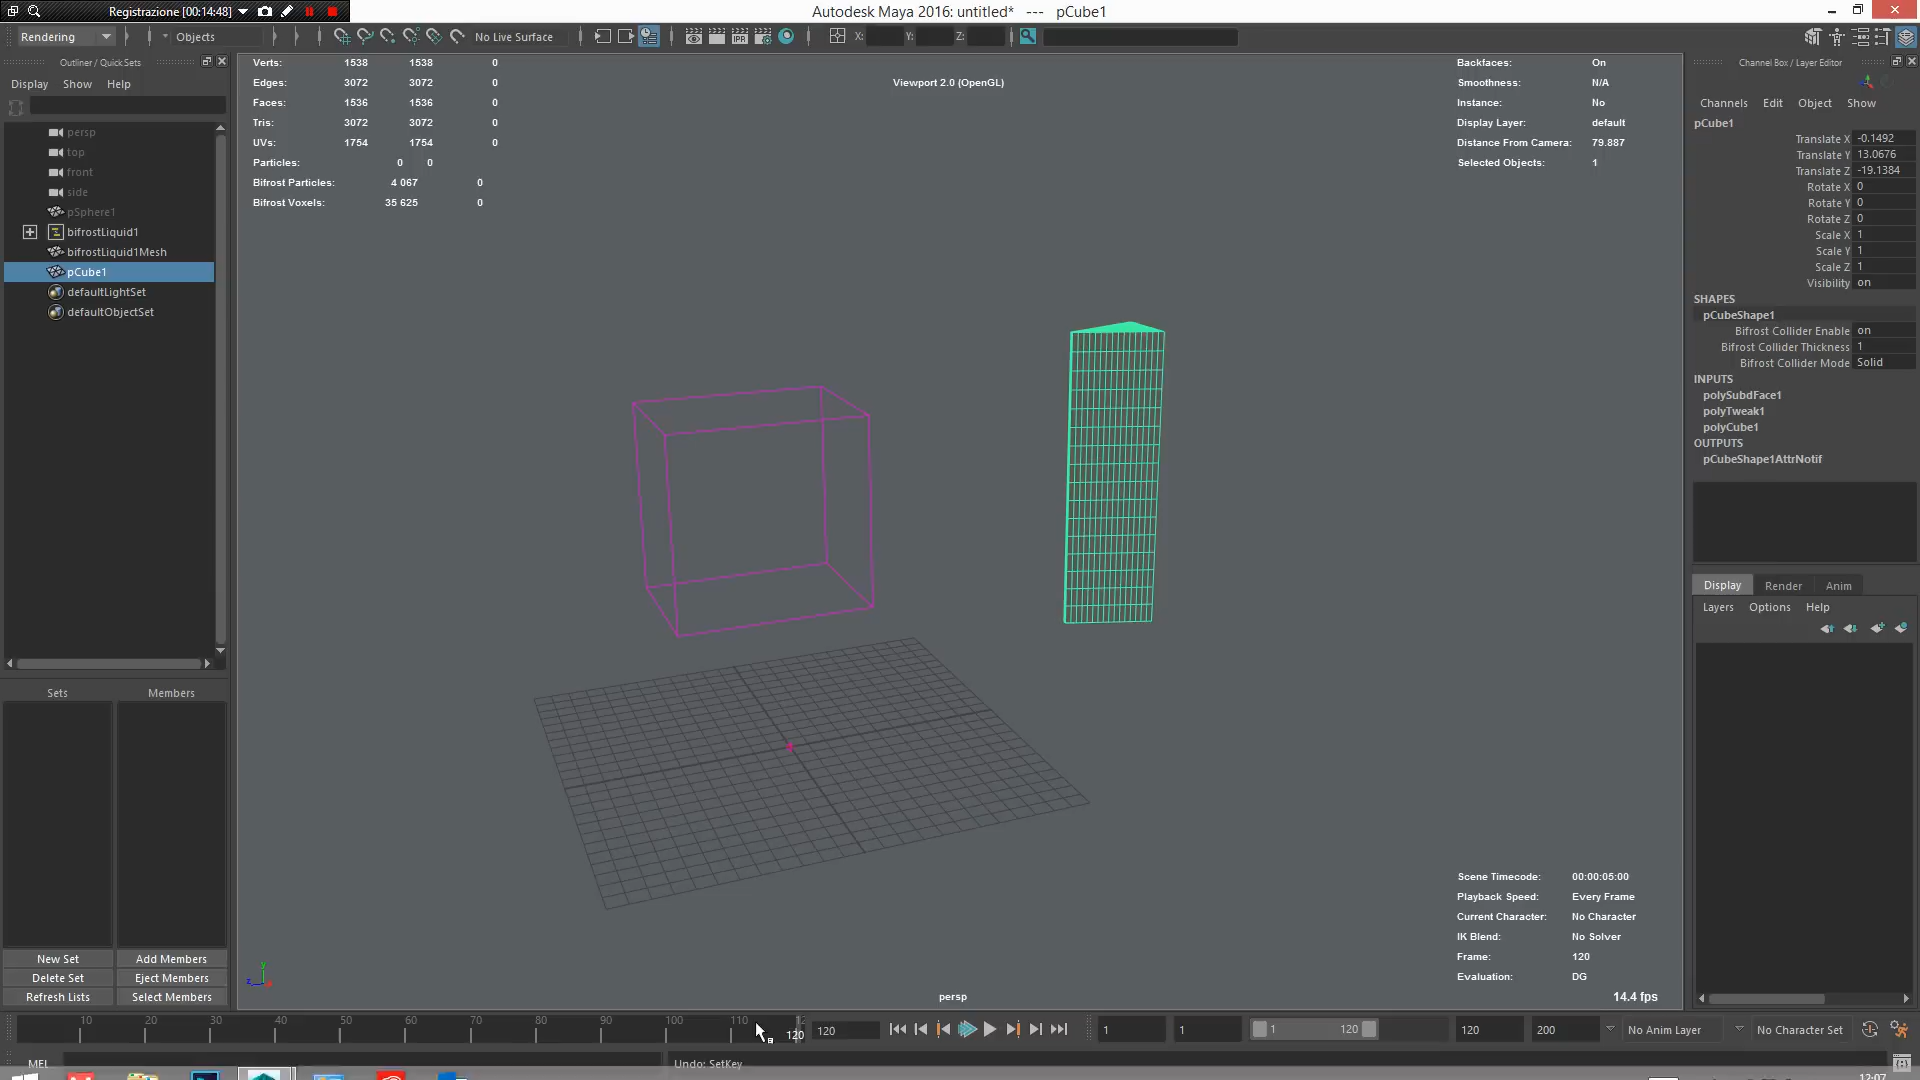 Registrazione [00:14:48]
Autodesk Maya 2016: untitled* --- pCube1
Rendering
Objects
No Live Surface
X:
Y:
Z:
Outliner / Quick Sets
Display Show Help
persp
top
front
side
pSphere1
bifrostLiquid1
bifrostLiquid1Mesh
pCube1
defaultLightSet
defaultObjectSet
Sets Members
New Set Add Members
Delete Set Eject Members
Refresh Lists Select Members
Verts: 1538 1538 0
Edges: 3072 3072 0
Faces: 1536 1536 0
Tris: 3072 3072 0
UVs: 1754 1754 0
Particles: 0 0
Bifrost Particles: 4 067 0
Bifrost Voxels: 35 625 0
Viewport 2.0 (OpenGL)
Backfaces: On
Smoothness: N/A
Instance: No
Display Layer: default
Distance From Camera: 79.887
Selected Objects: 1
Scene Timecode: 00:00:05:00
Playback Speed: Every Frame
Current Character: No Character
IK Blend: No Solver
Frame: 120
Evaluation: DG
14.4 fps
persp
y
z
Channel Box / Layer Editor
Channels Edit Object Show
pCube1
Translate X -0.1492
Translate Y 13.0676
Translate Z -19.1384
Rotate X 0
Rotate Y 0
Rotate Z 0
Scale X 1
Scale Y 1
Scale Z 1
Visibility on
SHAPES
pCubeShape1
Bifrost Collider Enable on
Bifrost Collider Thickness 1
Bifrost Collider Mode Solid
INPUTS
polySubdFace1
polyTweak1
polyCube1
OUTPUTS
pCubeShape1AttrNotif
Display Render Anim
Layers Options Help
10 20 30 40 50 60 70 80 90 100 110 120
120
1 1 1 120 120 200
No Anim Layer
No Character Set
MEL
Undo: SetKey
12:07